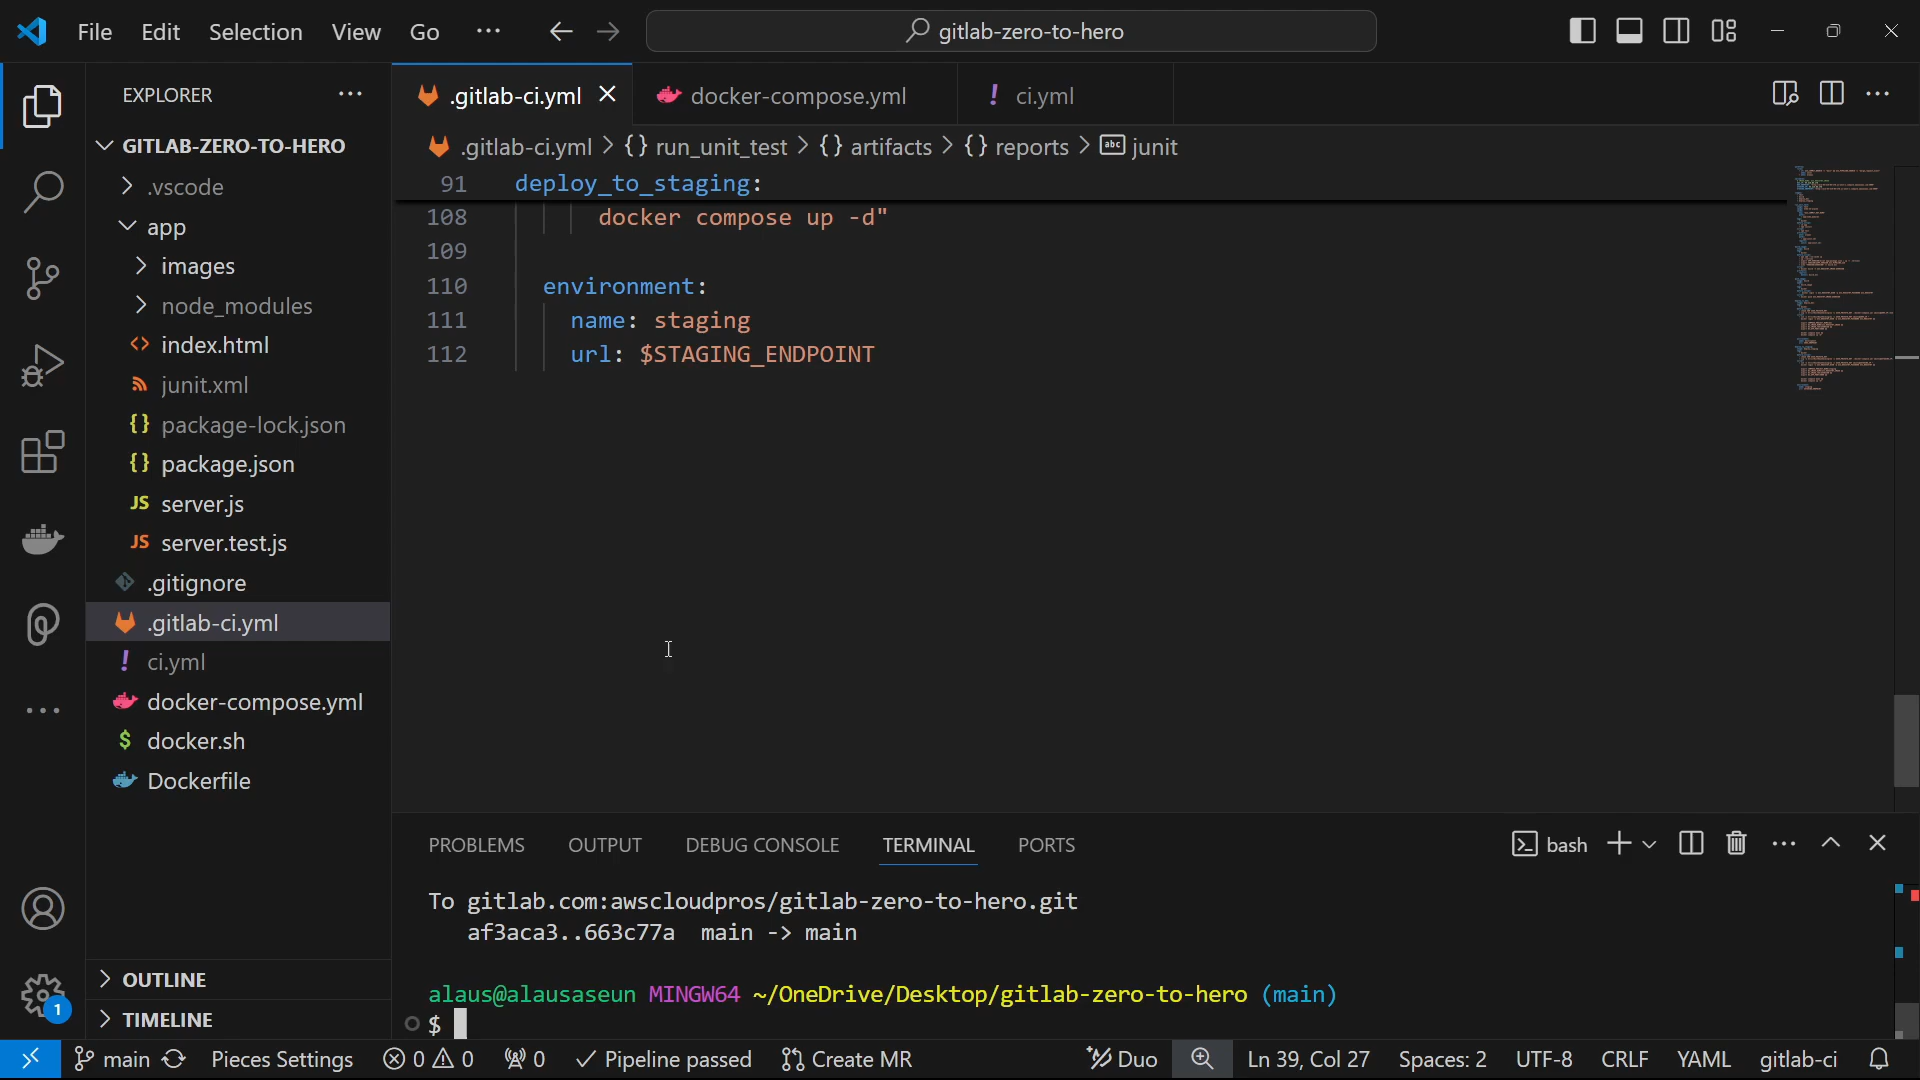 File Edit Selection View Go ··· gitlab-zero-to-hero
EXPLORER ···
GITLAB-ZERO-TO-HERO
.vscode
app
images
node_modules
index.html
junit.xml
{} package-lock.json
{} package.json
JS server.js
JS server.test.js
.gitignore
.gitlab-ci.yml
! ci.yml
docker-compose.yml
$ docker.sh
Dockerfile
OUTLINE
TIMELINE
1
.gitlab-ci.yml docker-compose.yml ! ci.yml
.gitlab-ci.yml > {} run_unit_test > {} artifacts > {} reports > abc junit
91 deploy_to_staging:
108 docker compose up -d"
109
110 environment:
111 name: staging
112 url: $STAGING_ENDPOINT
PROBLEMS OUTPUT DEBUG CONSOLE TERMINAL PORTS bash
To gitlab.com:awscloudpros/gitlab-zero-to-hero.git
af3aca3..663c77a main -> main
alaus@alausaseun MINGW64 ~/OneDrive/Desktop/gitlab-zero-to-hero (main)
$
main Pieces Settings 0 0 0 Pipeline passed Create MR Duo Ln 39, Col 27 Spaces: 2 UTF-8 CRLF YAML gitlab-ci